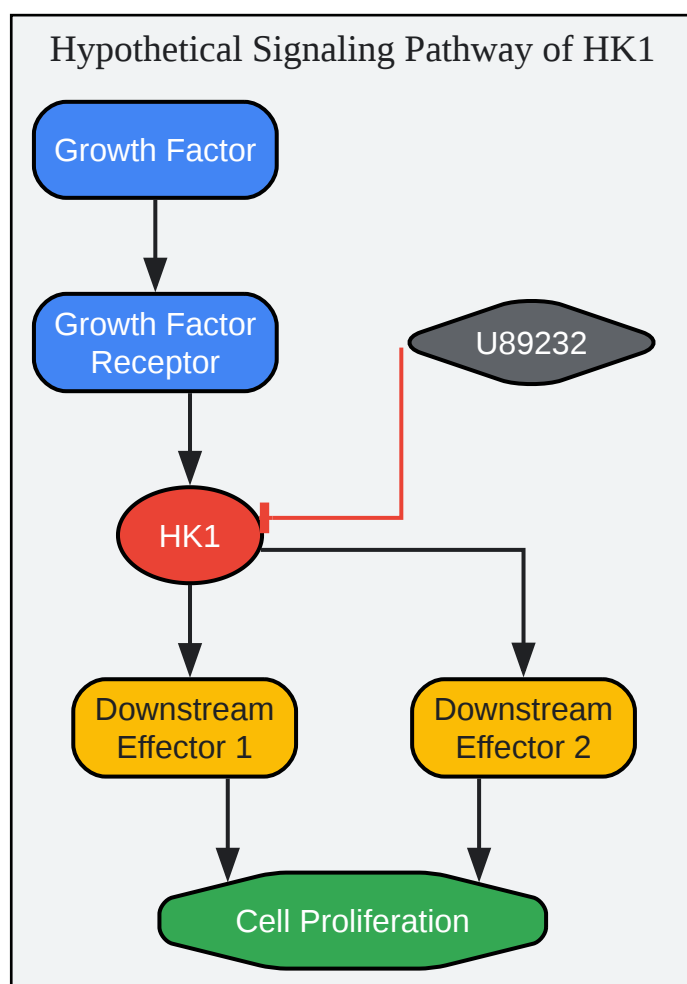 Hypothetical Signaling Pathway of HK1
Growth Factor
Growth Factor
Receptor
U89232
HK1
Downstream
Effector 1
Downstream
Effector 2
Cell Proliferation